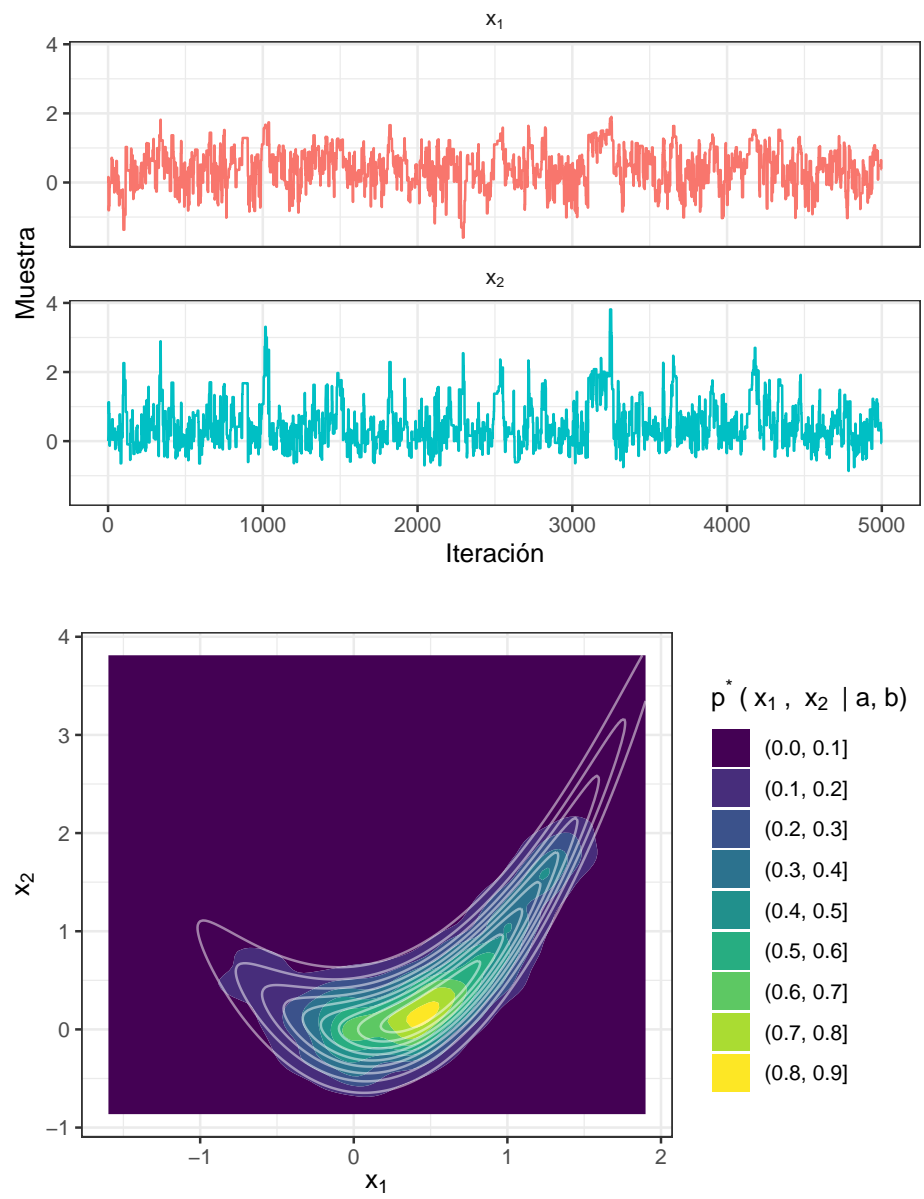 x₁
4
2
0
x₂
4
2
0
Muestra
0 1000 2000 3000 4000 5000
Iteración
4
3
2
1
0
−1
x₂
−1 0 1 2
x₁
p* ( x₁ , x₂ | a, b)
(0.0, 0.1]
(0.1, 0.2]
(0.2, 0.3]
(0.3, 0.4]
(0.4, 0.5]
(0.5, 0.6]
(0.6, 0.7]
(0.7, 0.8]
(0.8, 0.9]